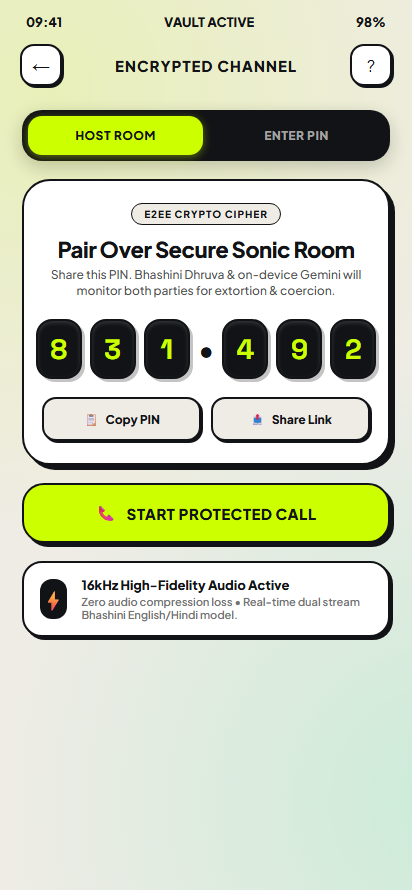 09:41 VAULT ACTIVE 98%
← ENCRYPTED CHANNEL ?
HOST ROOM ENTER PIN
E2EE CRYPTO CIPHER
Pair Over Secure Sonic Room
Share this PIN. Bhashini Dhruva & on-device Gemini will
monitor both parties for extortion & coercion.
8 3 1 • 4 9 2
Copy PIN Share Link
START PROTECTED CALL
16kHz High-Fidelity Audio Active
Zero audio compression loss • Real-time dual stream
Bhashini English/Hindi model.